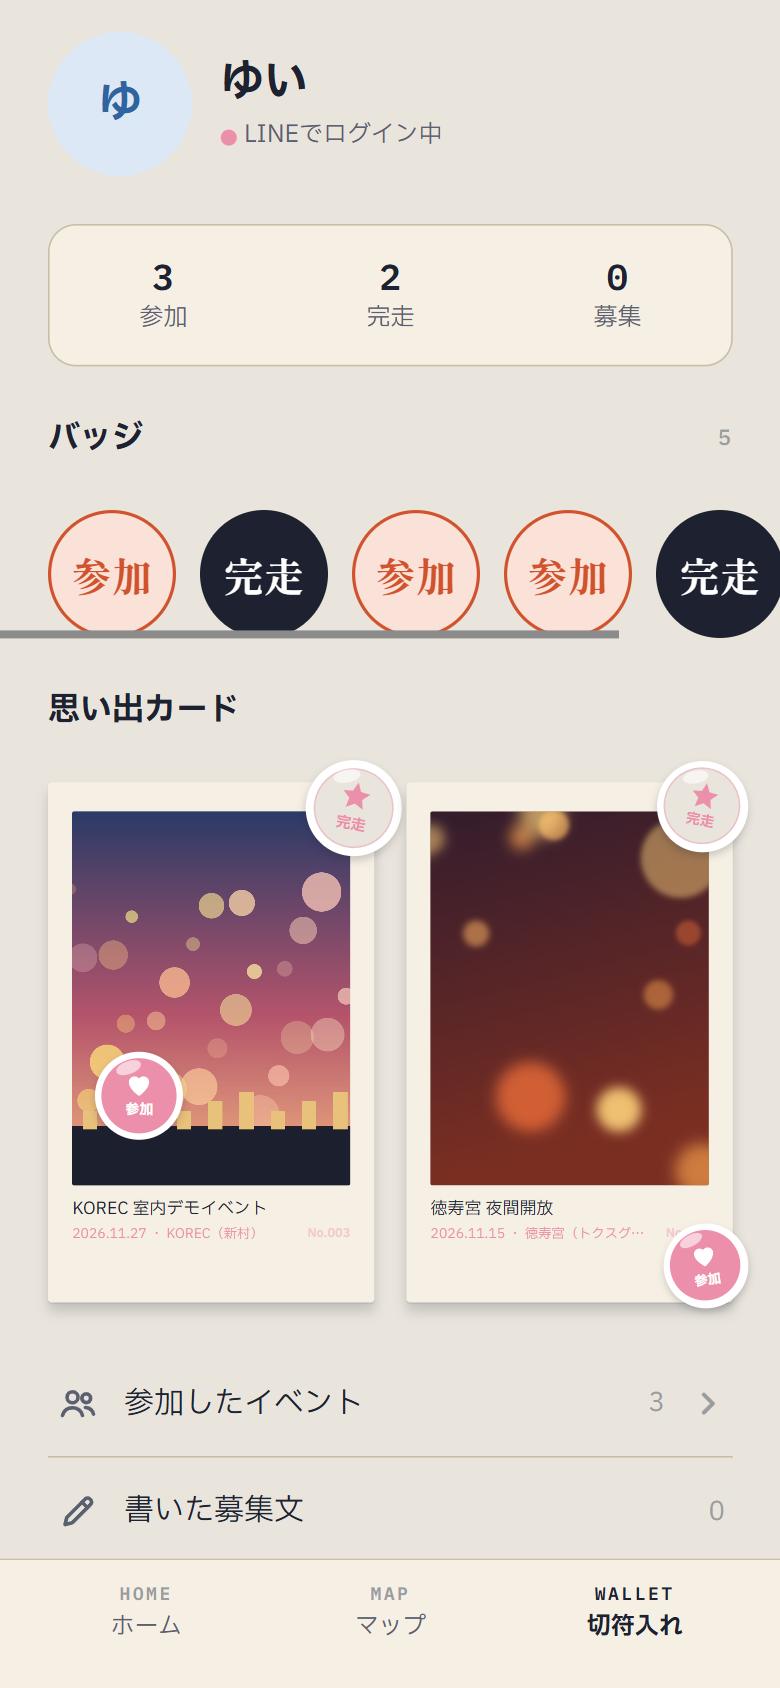 ゆ
ゆい
LINEでログイン中
3 2 0
参加 完走 募集
バッジ 5
参加 完走 参加 参加 完走
思い出カード
完走
完走
参加
KOREC 室内デモイベント
2026.11.27 · KOREC（新村） No.003
徳寿宮 夜間開放
2026.11.15 · 徳寿宮（トクスグ…
参加
参加したイベント 3
書いた募集文 0
HOME MAP WALLET
ホーム マップ 切符入れ